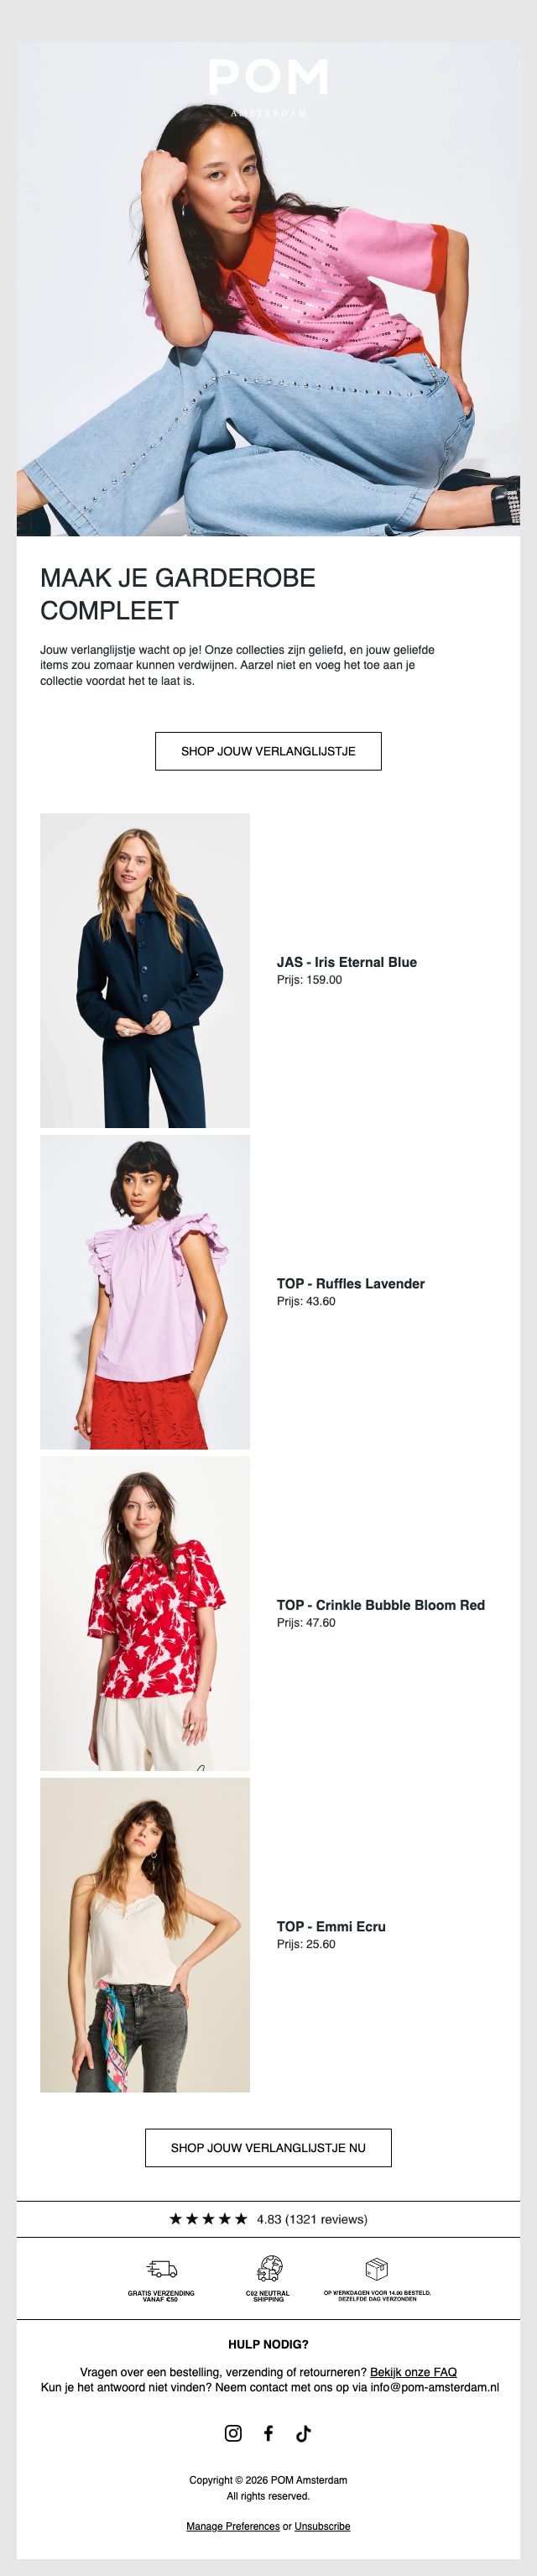 POM
AMSTERDAM
MAAK JE GARDEROBE
COMPLEET
Jouw verlanglijstje wacht op je! Onze collecties zijn geliefd, en jouw geliefde
items zou zomaar kunnen verdwijnen. Aarzel niet en voeg het toe aan je
collectie voordat het te laat is.
SHOP JOUW VERLANGLIJSTJE
JAS - Iris Eternal Blue
Prijs: 159.00
TOP - Ruffles Lavender
Prijs: 43.60
TOP - Crinkle Bubble Bloom Red
Prijs: 47.60
TOP - Emmi Ecru
Prijs: 25.60
SHOP JOUW VERLANGLIJSTJE NU
★★★★★ 4.83 (1321 reviews)
GRATIS VERZENDING
VANAF €50
C02 NEUTRAL
SHIPPING
OP WERKDAGEN VOOR 14.00 BESTELD,
DEZELFDE DAG VERZONDEN
HULP NODIG?
Vragen over een bestelling, verzending of retourneren? Bekijk onze FAQ
Kun je het antwoord niet vinden? Neem contact met ons op via info@pom-amsterdam.nl
Copyright © 2026 POM Amsterdam
All rights reserved.
Manage Preferences or Unsubscribe